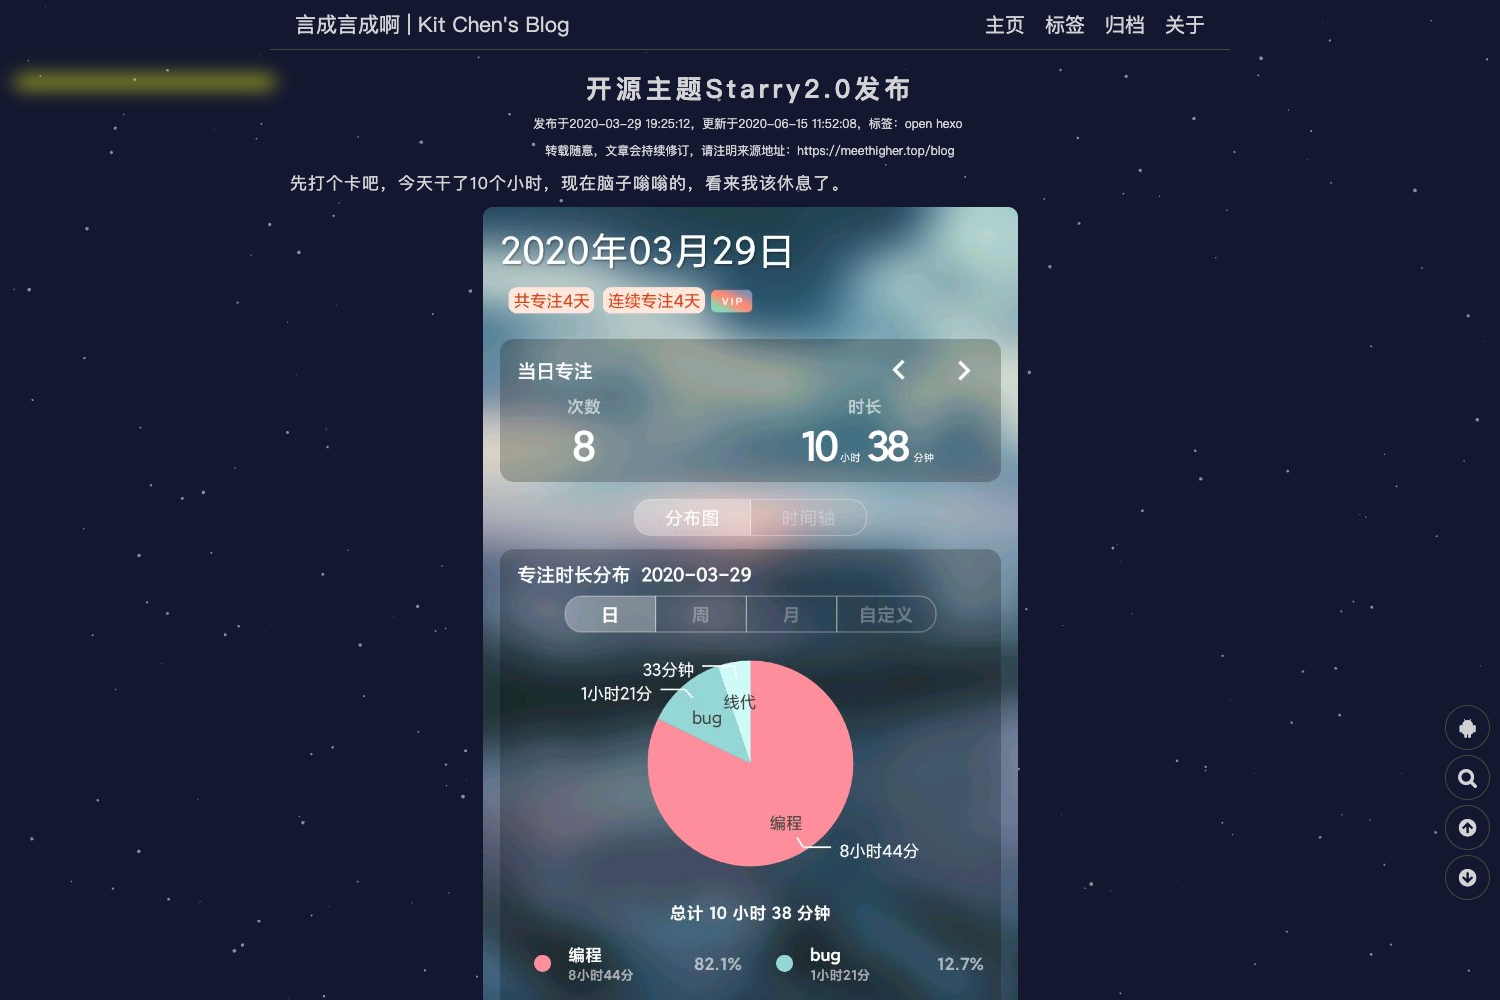 言成言成啊 | Kit Chen's Blog
主页 标签 归档 关于
开源主题Starry2.0发布
发布于2020-03-29 19:25:12，更新于2020-06-15 11:52:08，标签：open hexo
转载随意，文章会持续修订，请注明来源地址：https://meethigher.top/blog
先打个卡吧，今天干了10个小时，现在脑子嗡嗡的，看来我该休息了。
2020年03月29日
共专注4天 连续专注4天 VIP
当日专注
次数 时长
8 10小时 38分钟
分布图 时间轴
专注时长分布 2020-03-29
日 周 月 自定义
33分钟
1小时21分
线代
bug
编程
8小时44分
总计 10 小时 38 分钟
编程 82.1% bug 12.7%
8小时44分 1小时21分